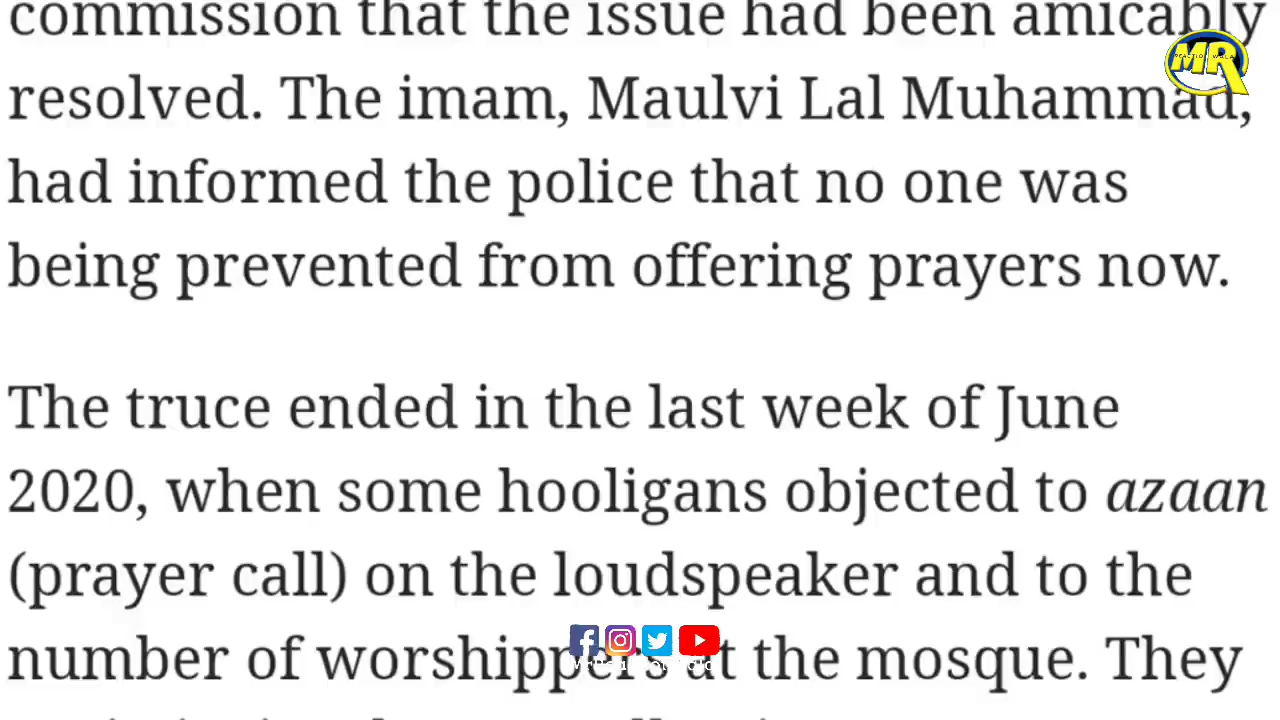 commission that the issue had been amicably
resolved. The imam, Maulvi Lal Muhammad,
had informed the police that no one was
being prevented from offering prayers now.
The truce ended in the last week of June
2020, when some hooligans objected to azaan
(prayer call) on the loudspeaker and to the
number of worshippers at the mosque. They
MR